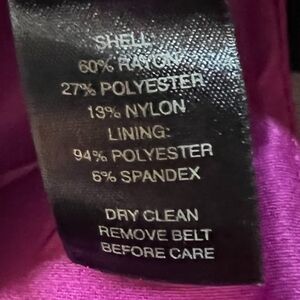 SHELL:
60% RAYON
27% POLYESTER
13% NYLON
LINING:
94% POLYESTER
6% SPANDEX
DRY CLEAN
REMOVE BELT
BEFORE CARE